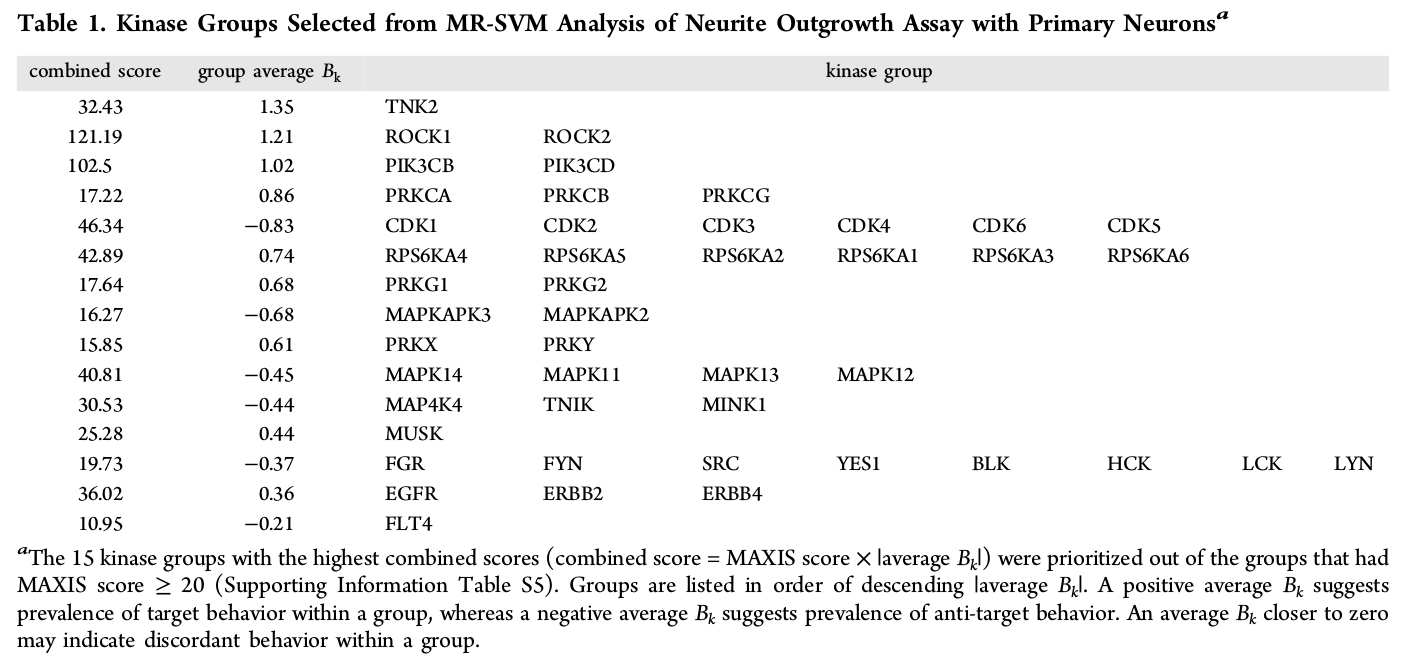 Table 1. Kinase Groups Selected from MR-SVM Analysis of Neurite Outgrowth Assay with Primary Neuronsᵃ
combined score group average Bₖ kinase group
32.43 1.35 TNK2
121.19 1.21 ROCK1 ROCK2
102.5 1.02 PIK3CB PIK3CD
17.22 0.86 PRKCA PRKCB PRKCG
46.34 −0.83 CDK1 CDK2 CDK3 CDK4 CDK6 CDK5
42.89 0.74 RPS6KA4 RPS6KA5 RPS6KA2 RPS6KA1 RPS6KA3 RPS6KA6
17.64 0.68 PRKG1 PRKG2
16.27 −0.68 MAPKAPK3 MAPKAPK2
15.85 0.61 PRKX PRKY
40.81 −0.45 MAPK14 MAPK11 MAPK13 MAPK12
30.53 −0.44 MAP4K4 TNIK MINK1
25.28 0.44 MUSK
19.73 −0.37 FGR FYN SRC YES1 BLK HCK LCK LYN
36.02 0.36 EGFR ERBB2 ERBB4
10.95 −0.21 FLT4
ᵃThe 15 kinase groups with the highest combined scores (combined score = MAXIS score × |average Bₖ|) were prioritized out of the groups that had
MAXIS score ≥ 20 (Supporting Information Table S5). Groups are listed in order of descending |average Bₖ|. A positive average Bₖ suggests
prevalence of target behavior within a group, whereas a negative average Bₖ suggests prevalence of anti-target behavior. An average Bₖ closer to zero
may indicate discordant behavior within a group.